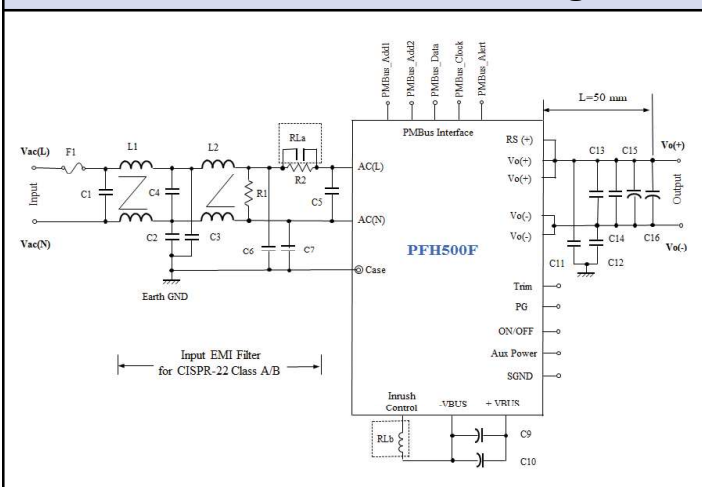 PMBus_Add1
PMBus_Add2
PMBus_Data
PMBus_Clock
PMBus_Alert
L=50 mm
PMBus Interface
RS (+)
Vo(+)
Vo(+)
Vo(-)
Vo(-)
C13
C15
Vo(+)
Output
Vo(-)
C14
C16
C11
C12
Vac(L)
F1
L1
L2
RLa
R2
AC(L)
Input
C1
C4
R1
C5
C2
C3
AC(N)
Vac(N)
C6
C7
PFH500F
Case
Earth GND
Trim
PG
ON/OFF
Aux Power
SGND
Input EMI Filter
for CISPR-22 Class A/B
Inrush
Control
-VBUS
+ VBUS
RLb
C9
C10